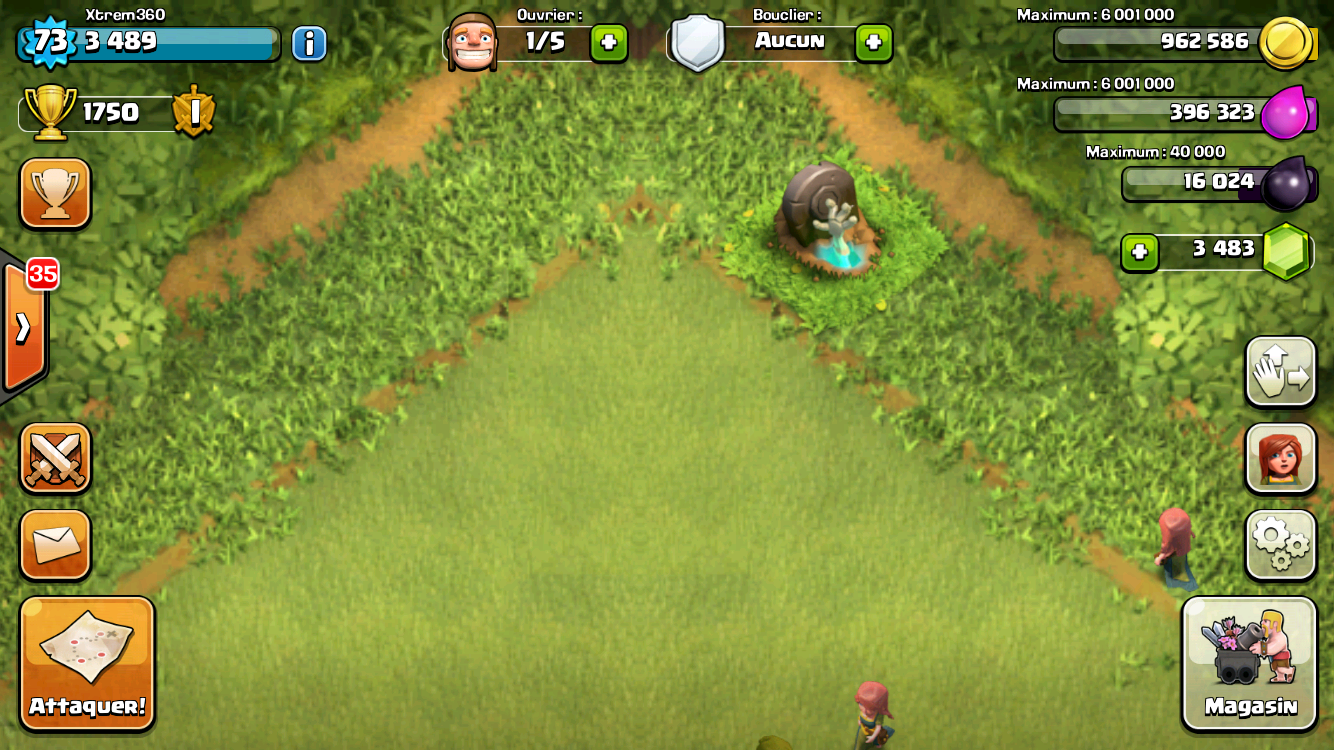 Xtrem360
73
3 489
i
Ouvrier :
1/5
Bouclier :
Aucun
Maximum : 6 001 000
962 586
1750
I
Maximum : 6 001 000
396 323
Maximum : 40 000
16 024
3 483
35
Attaquer!
Magasin